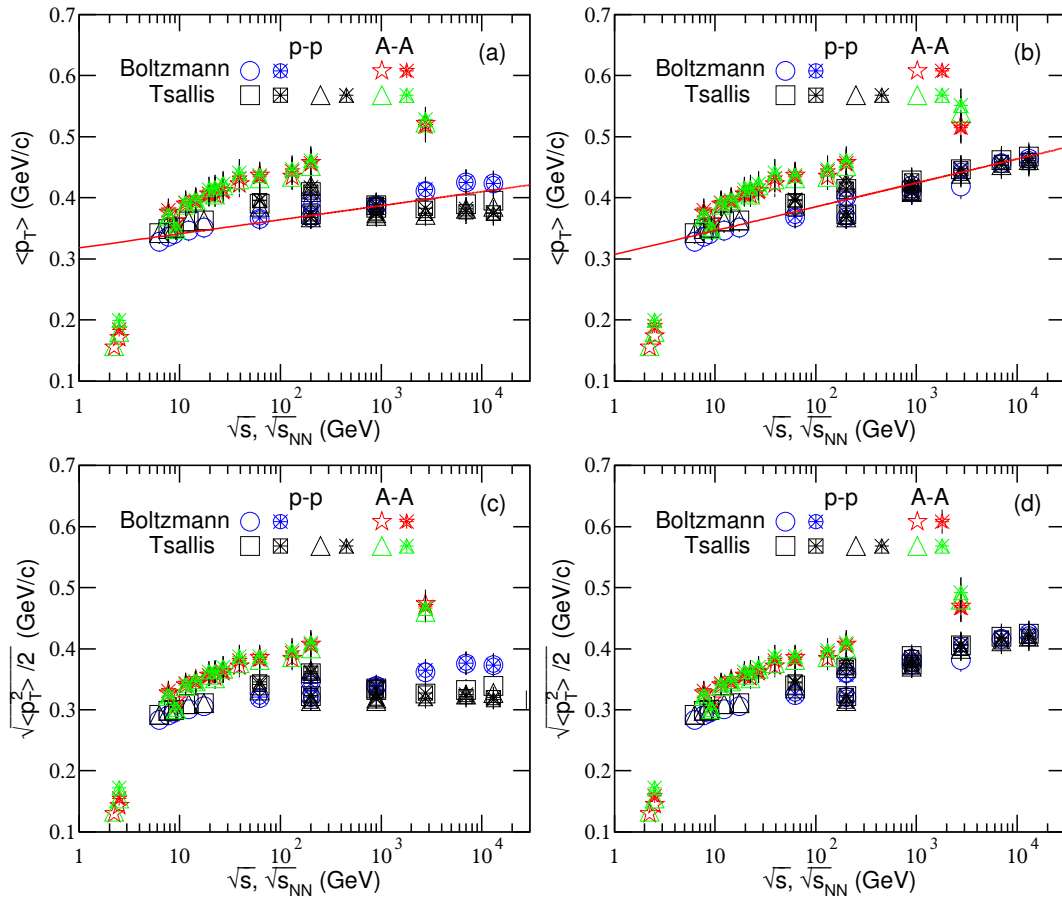 0.7
0.6
0.5
0.4
0.3
0.2
0.1
<p_T> (GeV/c)
p-p A-A (a)
Boltzmann
Tsallis
1 10 10^2 10^3 10^4
√s, √s_NN (GeV)
0.7
0.6
0.5
0.4
0.3
0.2
0.1
<p_T> (GeV/c)
p-p A-A (b)
Boltzmann
Tsallis
1 10 10^2 10^3 10^4
√s, √s_NN (GeV)
0.7
0.6
0.5
0.4
0.3
0.2
0.1
√<p_T^2>/2 (GeV/c)
p-p A-A (c)
Boltzmann
Tsallis
1 10 10^2 10^3 10^4
√s, √s_NN (GeV)
0.7
0.6
0.5
0.4
0.3
0.2
0.1
√<p_T^2>/2 (GeV/c)
p-p A-A (d)
Boltzmann
Tsallis
1 10 10^2 10^3 10^4
√s, √s_NN (GeV)